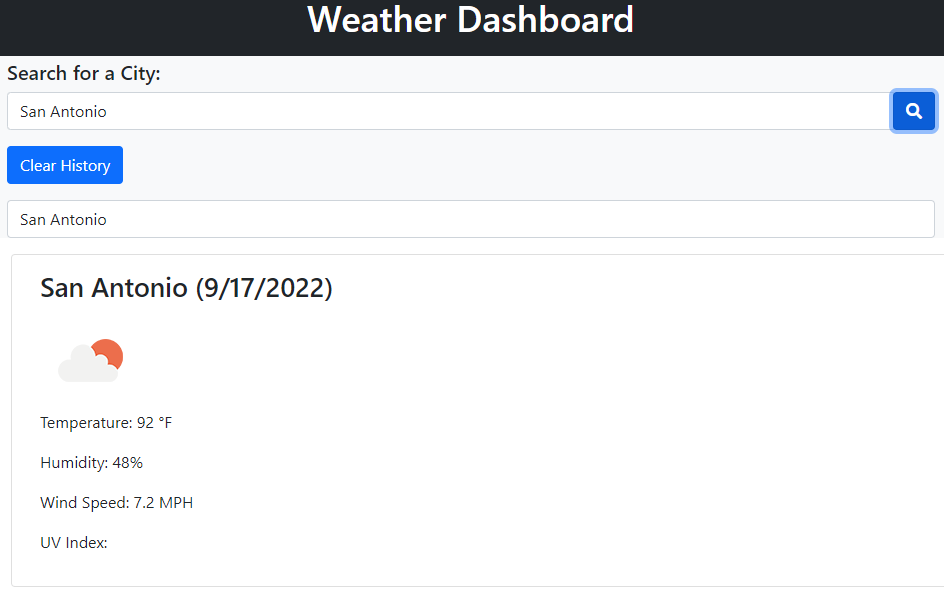 Weather Dashboard
Search for a City:
San Antonio
Clear History
San Antonio
San Antonio (9/17/2022)
Temperature: 92 °F
Humidity: 48%
Wind Speed: 7.2 MPH
UV Index: